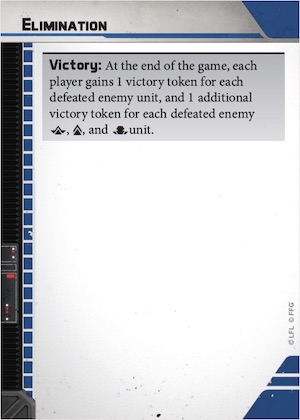 ELIMINATION
Victory: At the end of the game, each
player gains 1 victory token for each
defeated enemy unit, and 1 additional
victory token for each defeated enemy
, , and unit.
© LFL © FFG